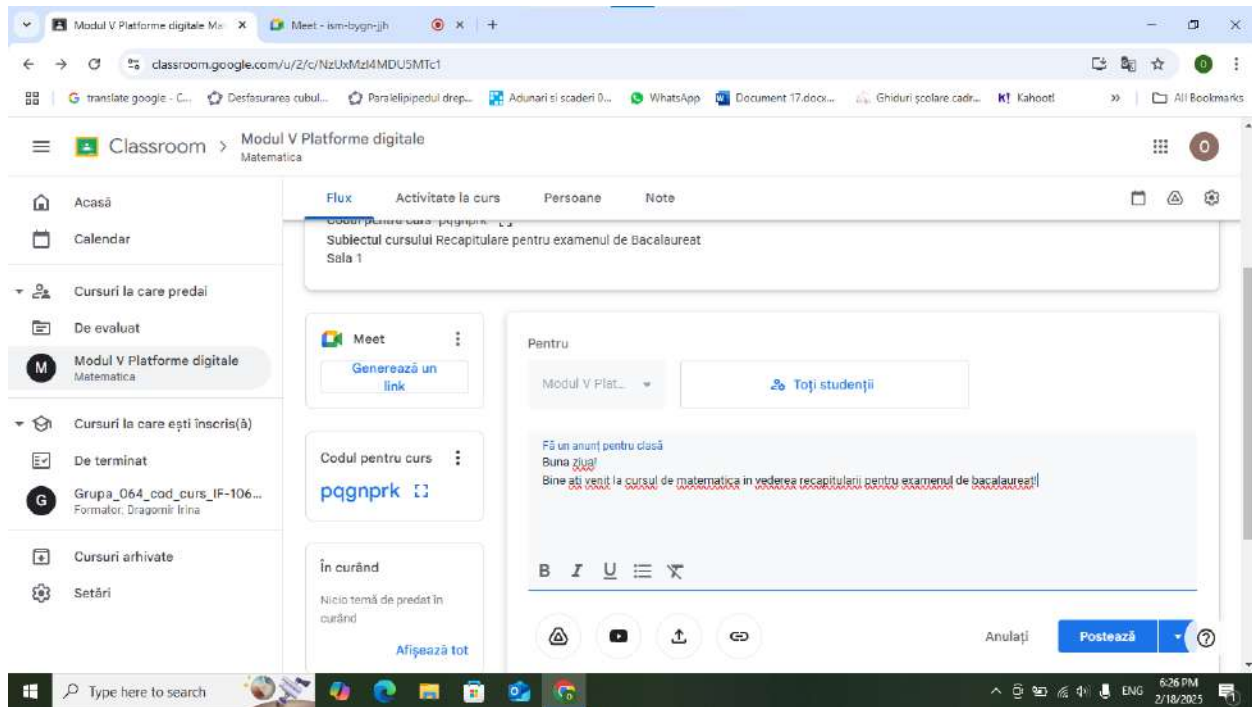 Modul V Platforme digitale Ma
Meet - ism-bygn-jjh
classroom.google.com/u/2/c/NzUxMzI4MDU5MTc1
G translate google - C...
Desfasurarea cubul...
Paralelipipedul drep...
Adunari si scaderi 0...
WhatsApp
Document 17.docx...
Ghiduri școlare cadr...
K! Kahoot!
All Bookmarks
Classroom > Modul V Platforme digitale
Matematica
O
Acasă
Calendar
Cursuri la care predai
De evaluat
M Modul V Platforme digitale
Matematica
Cursuri la care ești înscris(ă)
De terminat
G Grupa_064_cod_curs_IF-106...
Formator: Dragomir Irina
Cursuri arhivate
Setări
Flux Activitate la curs Persoane Note
Codul pentru curs pqgnprk
Subiectul cursului Recapitulare pentru examenul de Bacalaureat
Sala 1
Meet
Generează un
link
Codul pentru curs
pqgnprk
În curând
Nicio temă de predat în
curând
Afișează tot
Pentru
Modul V Plat...
Toți studenții
Fă un anunț pentru clasă
Buna ziua!
Bine ati venit la cursul de matematica in vederea recapitularii pentru examenul de bacalaureat!
B I U
Anulați
Postează
Type here to search
ENG
6:26 PM
2/18/2025